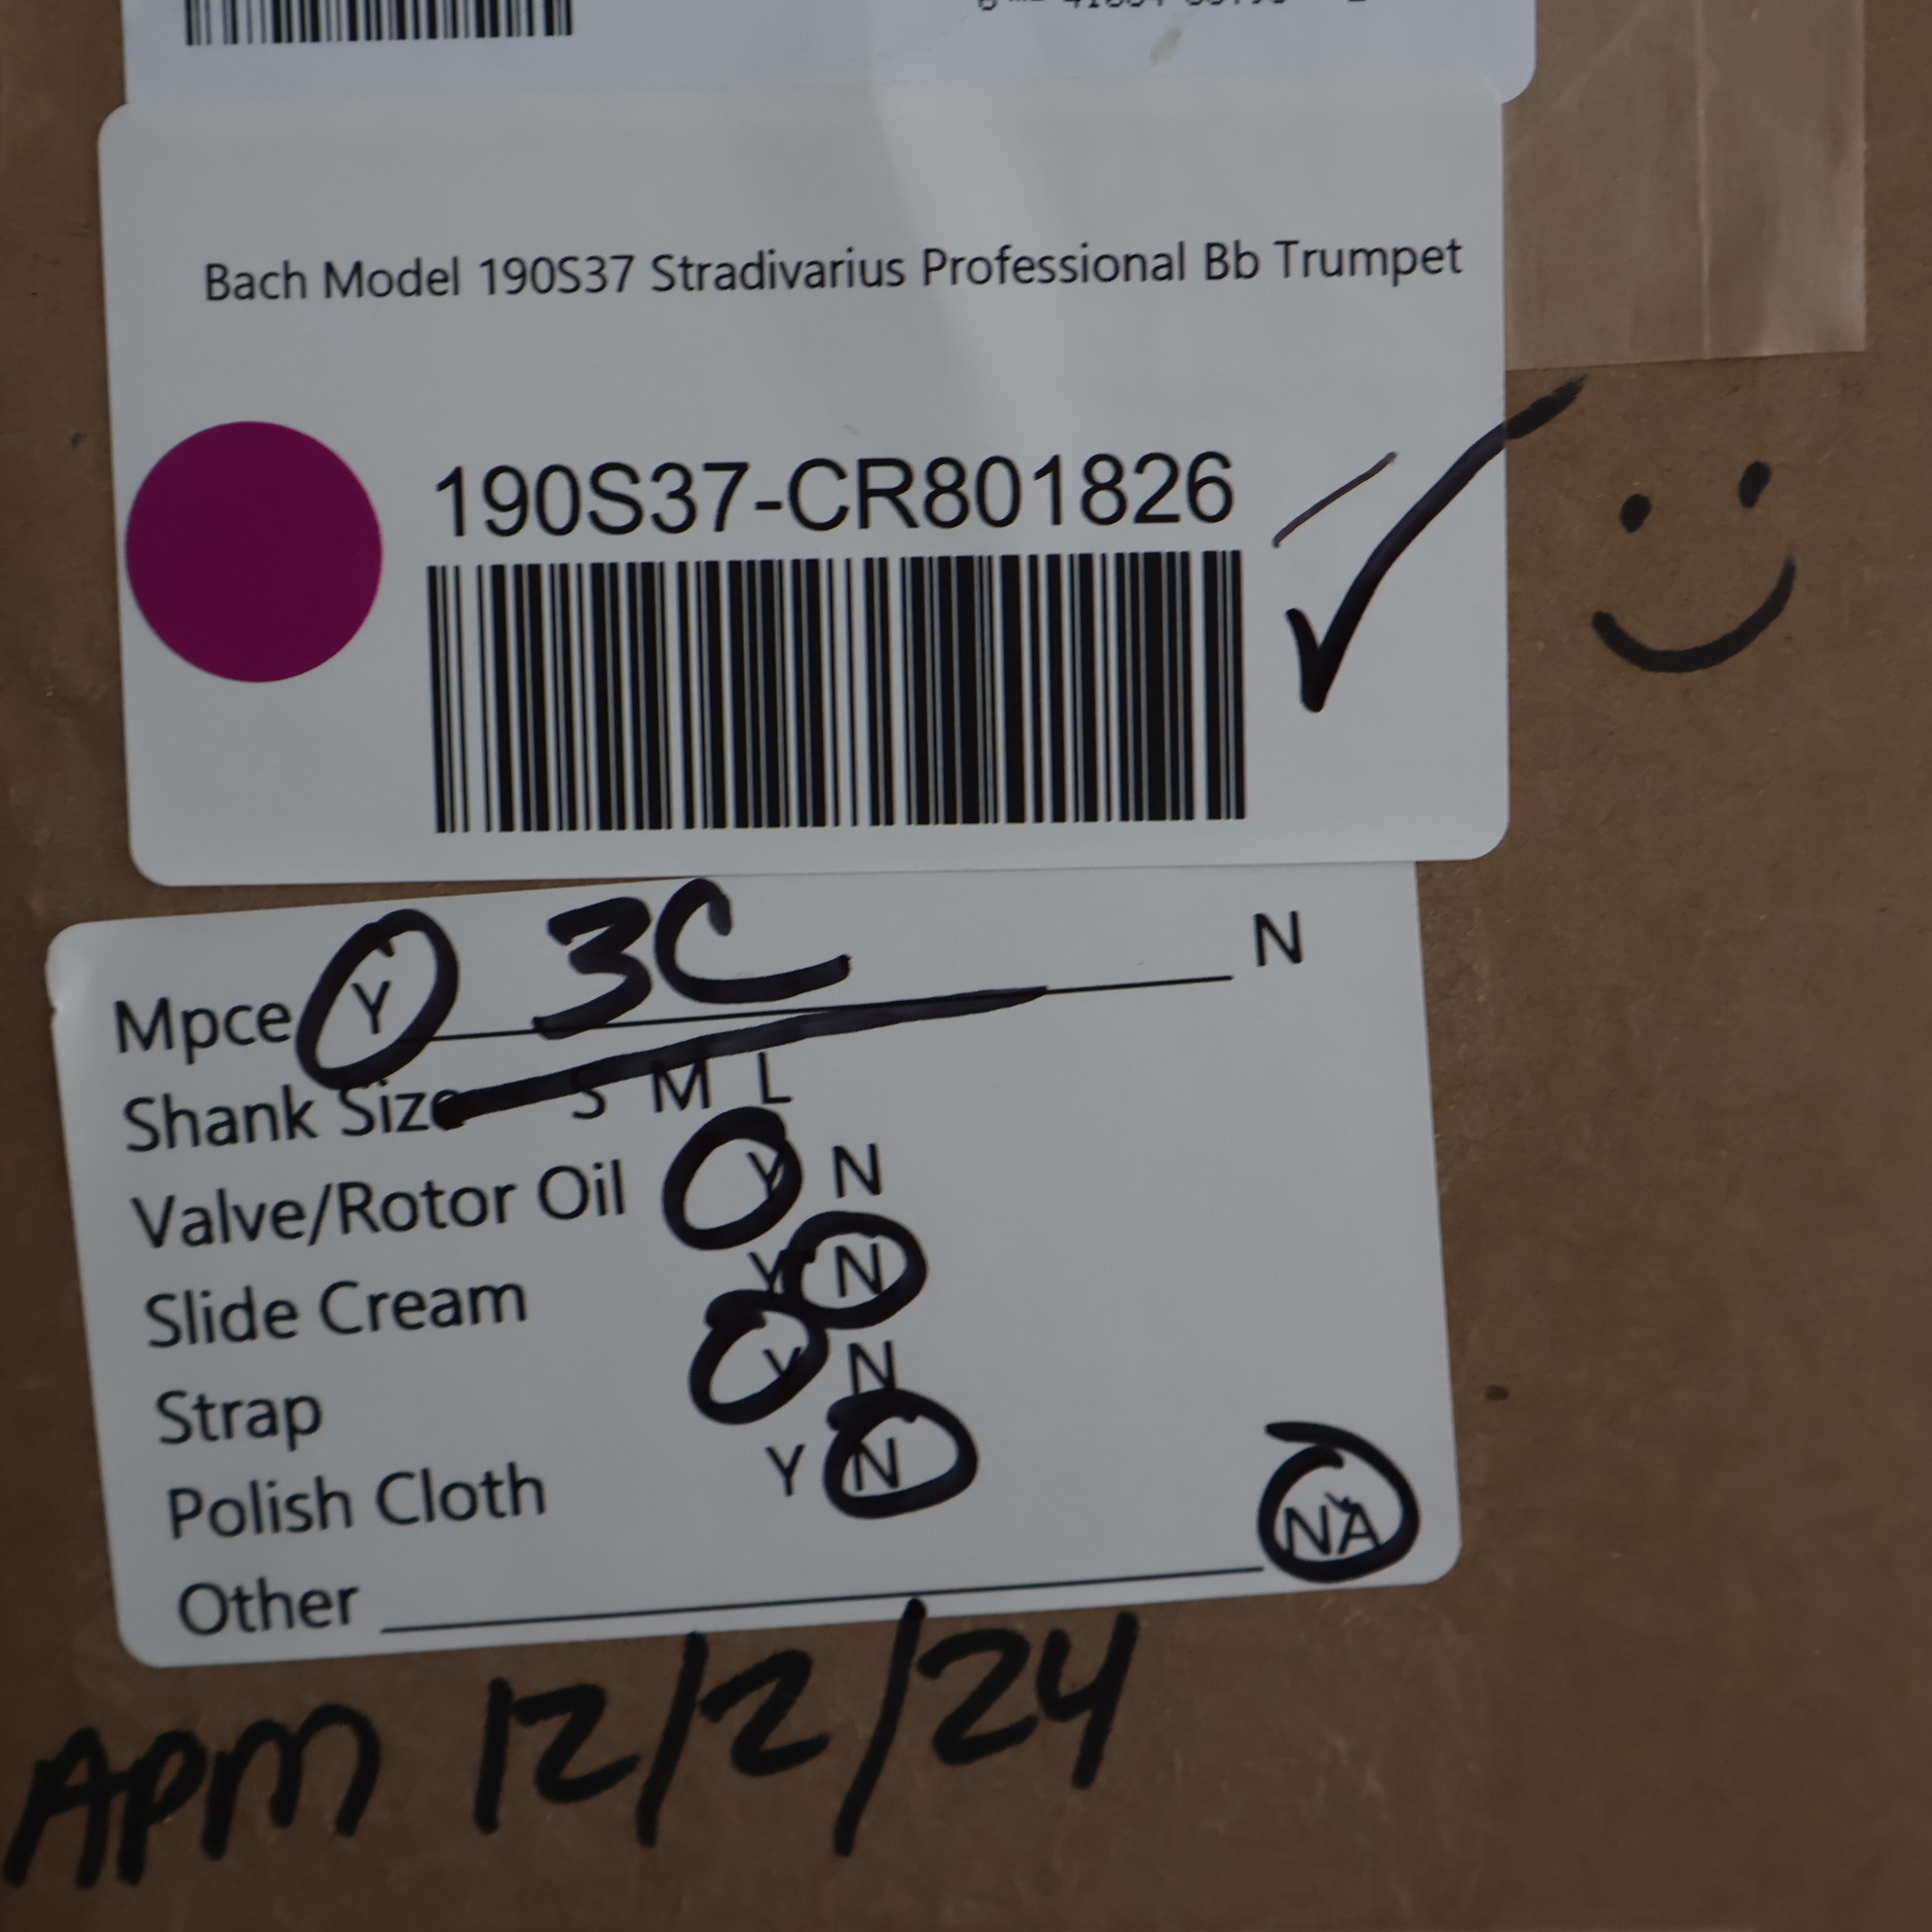 Bach Model 190S37 Stradivarius Professional Bb Trumpet
190S37-CR801826
Mpce Y 3C N
Shank Size S M L
Valve/Rotor Oil Y N
Slide Cream Y N
Strap Y N
Polish Cloth Y N
Other NA
APM 12/2/24